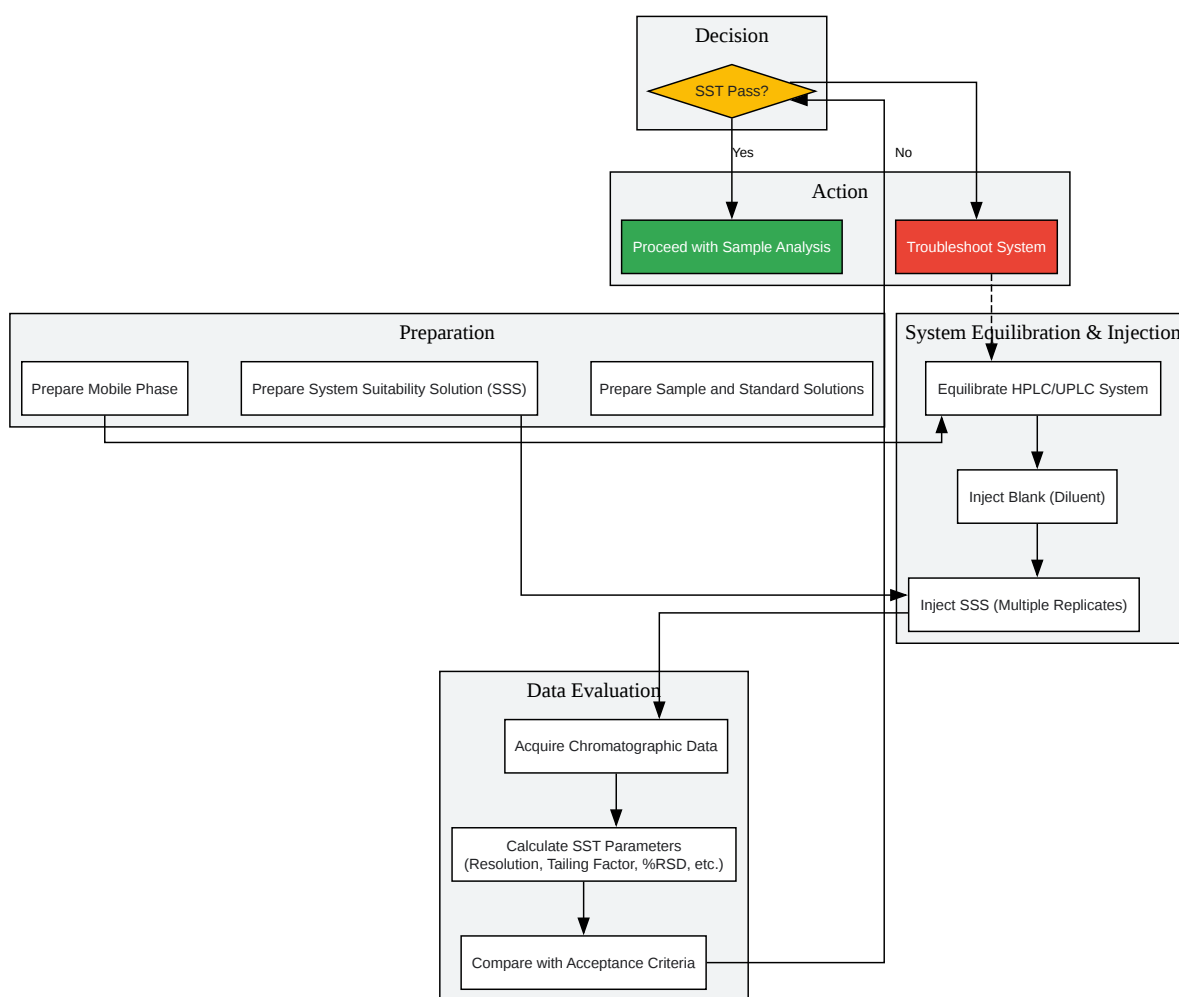 Decision
SST Pass?
Yes
No
Action
Proceed with Sample Analysis
Troubleshoot System
Preparation
System Equilibration & Injection
Prepare Mobile Phase
Prepare System Suitability Solution (SSS)
Prepare Sample and Standard Solutions
Equilibrate HPLC/UPLC System
Inject Blank (Diluent)
Inject SSS (Multiple Replicates)
Data Evaluation
Acquire Chromatographic Data
Calculate SST Parameters
(Resolution, Tailing Factor, %RSD, etc.)
Compare with Acceptance Criteria